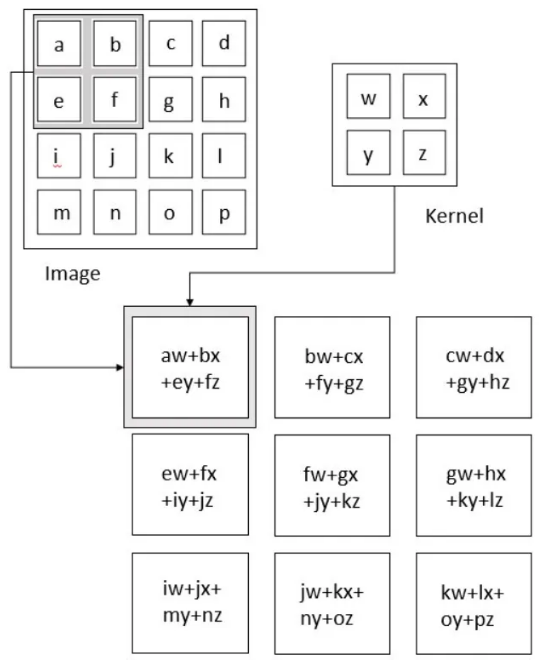 a b c d
w x
e f g h
y z
i j k l
m n o p
Kernel
Image
aw+bx
+ey+fz
bw+cx
+fy+gz
cw+dx
+gy+hz
ew+fx
+iy+jz
fw+gx
+jy+kz
gw+hx
+ky+lz
iw+jx+
my+nz
jw+kx+
ny+oz
kw+lx+
oy+pz